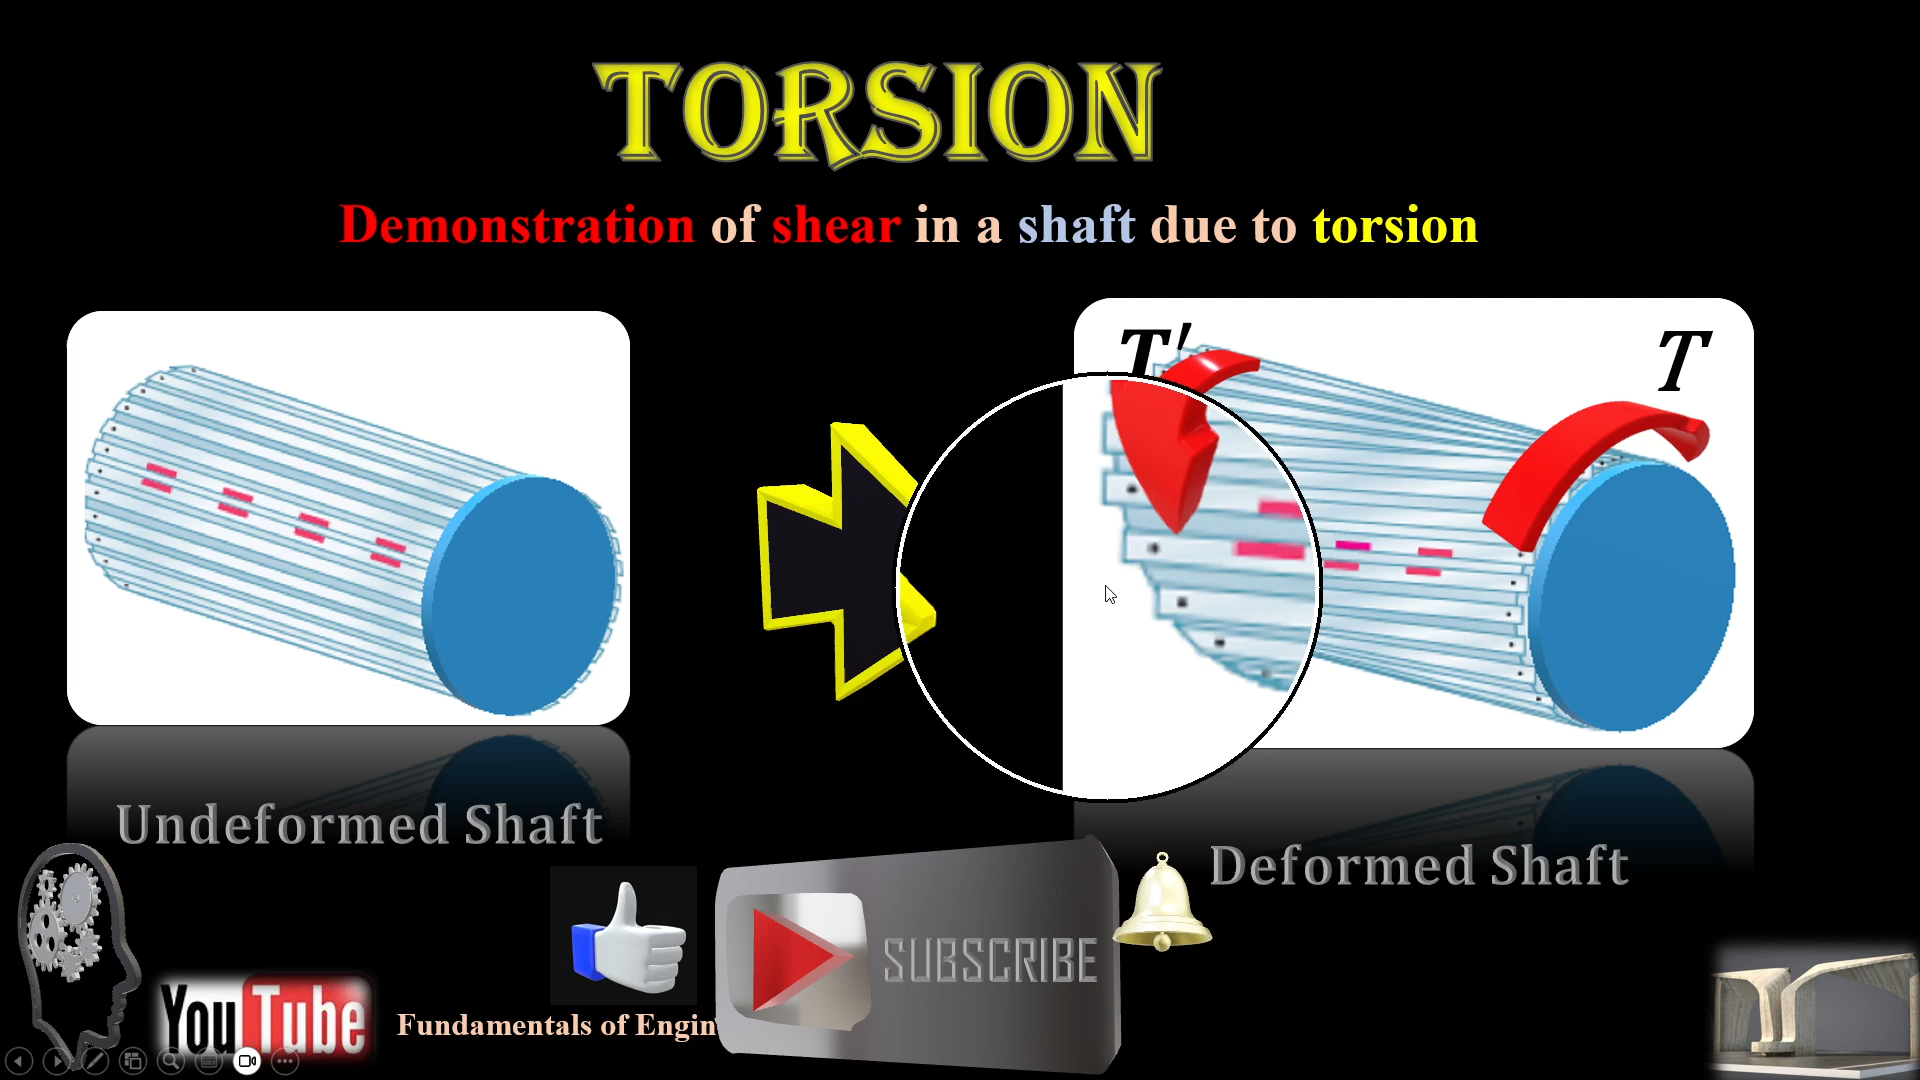 TORSION
Demonstration of shear in a shaft due to torsion
T′
T
Undeformed Shaft
Deformed Shaft
SUBSCRIBE
YouTube
Fundamentals of Engin